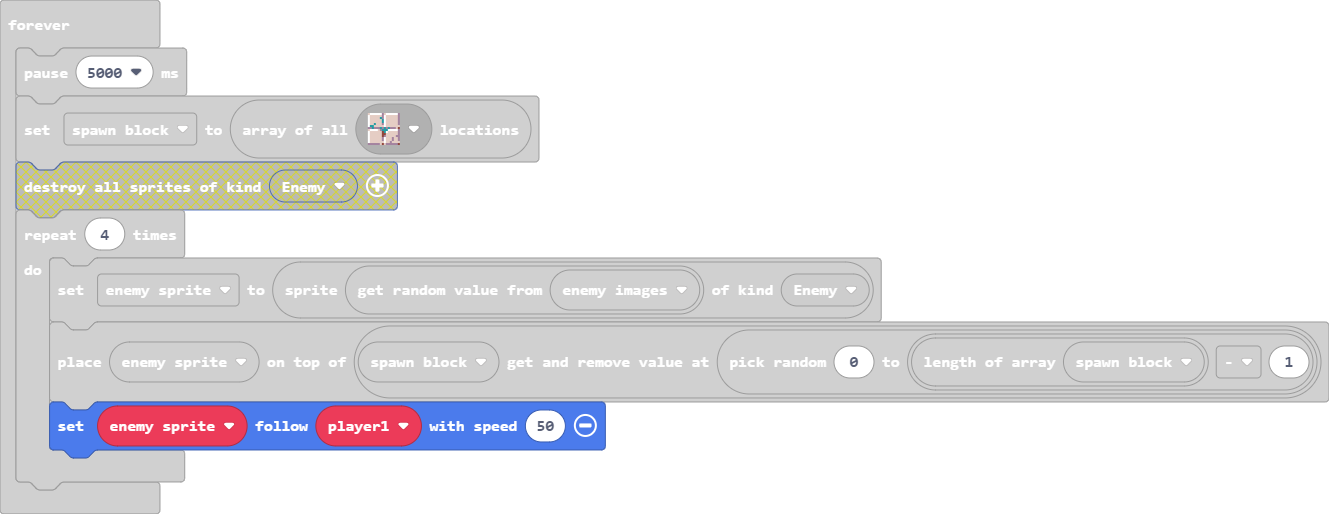 forever
pause 5000 ms
set spawn block to array of all locations
destroy all sprites of kind Enemy
repeat 4 times
do
set enemy sprite to sprite get random value from enemy images of kind Enemy
place enemy sprite on top of spawn block get and remove value at pick random 0 to length of array spawn block - 1
set enemy sprite follow player1 with speed 50